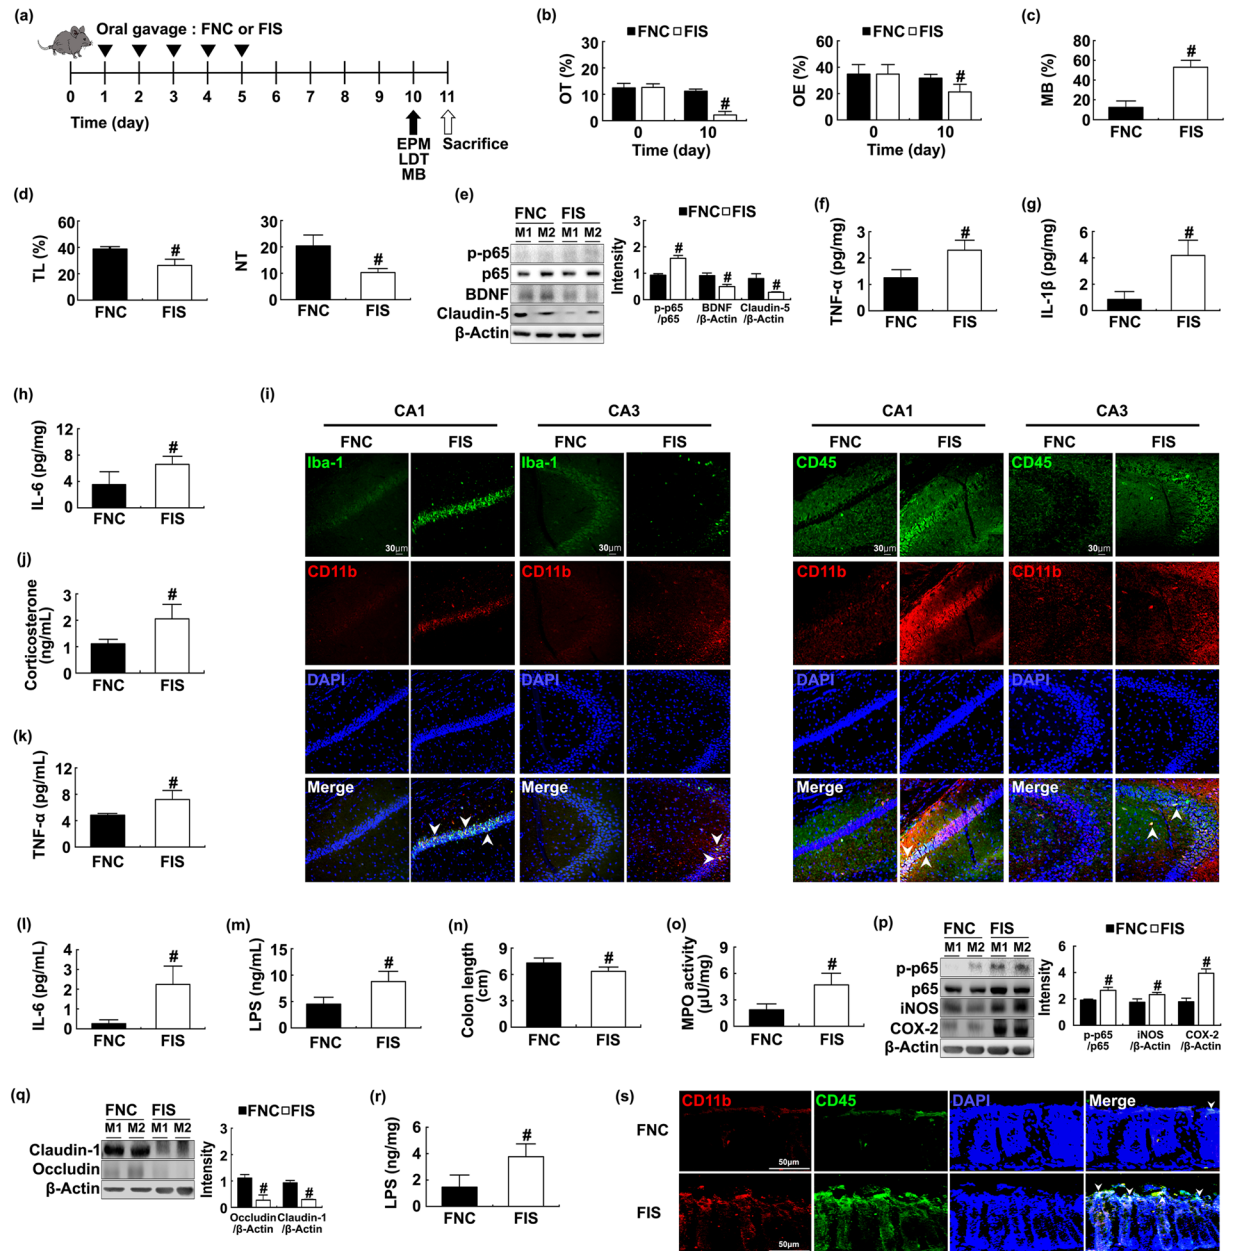 (a)
Oral gavage : FNC or FIS
0 1 2 3 4 5 6 7 8 9 10 11
Time (day)
EPM
LDT
MB
Sacrifice
(b)
FNC FIS
OT (%)
30
20
10
0
#
0 10
Time (day)
FNC FIS
OE (%)
80
60
40
20
0
#
0 10
Time (day)
(c)
MB (%)
80
60
40
20
0
#
FNC FIS
(d)
TL (%)
60
40
20
0
#
FNC FIS
NT
30
20
10
0
#
FNC FIS
(e)
FNC FIS
M1 M2 M1 M2
p-p65
p65
BDNF
Claudin-5
β-Actin
FNC FIS
Intensity
3
2
1
0
# # #
p-p65 BDNF Claudin-5
/p65 /β-Actin /β-Actin
(f)
TNF-α (pg/mg)
3
2
1
0
#
FNC FIS
(g)
IL-1β (pg/mg)
6
4
2
0
#
FNC FIS
(h)
IL-6 (pg/mg)
12
8
4
0
#
FNC FIS
(i)
CA1 CA3 CA1 CA3
FNC FIS FNC FIS FNC FIS FNC FIS
Iba-1 Iba-1 CD45 CD45
30μm 30μm 30μm 30μm
CD11b CD11b CD11b CD11b
DAPI DAPI DAPI DAPI
Merge Merge Merge Merge
(j)
Corticosterone
(ng/mL)
3
2
1
0
#
FNC FIS
(k)
TNF-α (pg/mL)
12
8
4
0
#
FNC FIS
(l)
IL-6 (pg/mL)
4
3
2
1
0
#
FNC FIS
(m)
LPS (ng/mL)
15
10
5
0
#
FNC FIS
(n)
Colon length
(cm)
9
6
3
0
#
FNC FIS
(o)
MPO activity
(μU/mg)
8
6
4
2
0
#
FNC FIS
(p)
FNC FIS
M1 M2 M1 M2
p-p65
p65
iNOS
COX-2
β-Actin
FNC FIS
Intensity
6
4
2
0
# # #
p-p65 iNOS COX-2
/p65 /β-Actin /β-Actin
(q)
FNC FIS
M1 M2 M1 M2
Claudin-1
Occludin
β-Actin
FNC FIS
Intensity
3
2
1
0
# #
Occludin Claudin-1
/β-Actin /β-Actin
(r)
LPS (ng/mg)
6
4
2
0
#
FNC FIS
(s)
CD11b CD45 DAPI Merge
FNC
50μm
FIS
50μm